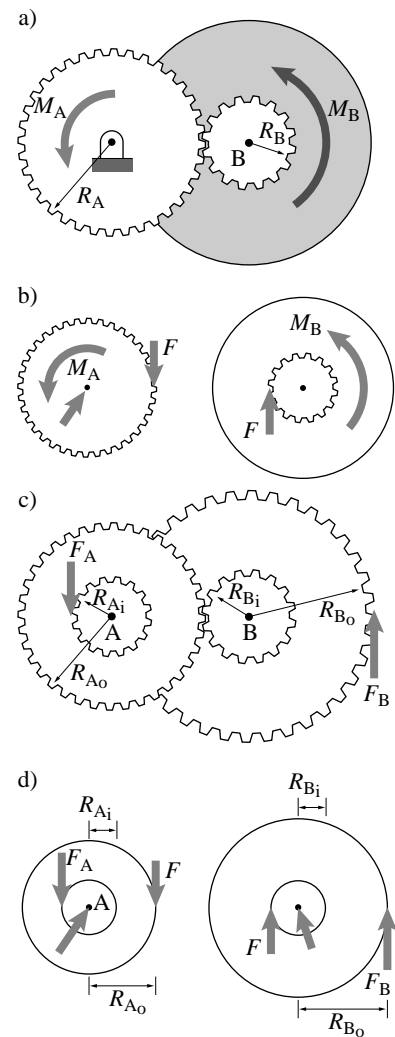 a)
M_A
R_A
B
R_B
M_B
b)
M_A
F
F
M_B
c)
F_A
R_Ai
A
R_Ao
R_Bi
B
R_Bo
F_B
d)
R_Ai
F_A
F
A
R_Ao
R_Bi
F
F_B
R_Bo